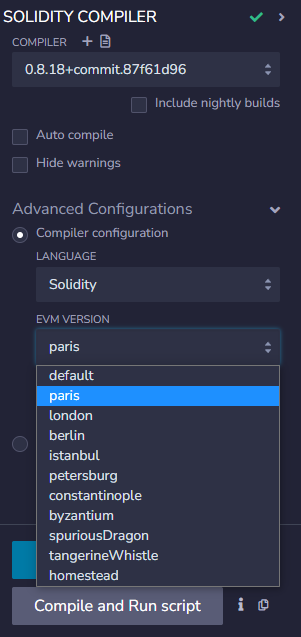 SOLIDITY COMPILER
COMPILER
0.8.18+commit.87f61d96
Include nightly builds
Auto compile
Hide warnings
Advanced Configurations
Compiler configuration
LANGUAGE
Solidity
EVM VERSION
paris
default
paris
london
berlin
istanbul
petersburg
constantinople
byzantium
spuriousDragon
tangerineWhistle
homestead
Compile and Run script